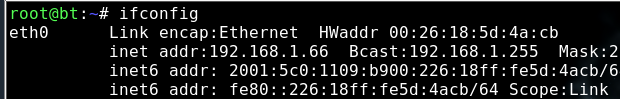 root@bt:~# ifconfig
eth0      Link encap:Ethernet  HWaddr 00:26:18:5d:4a:cb
          inet addr:192.168.1.66  Bcast:192.168.1.255  Mask:2
          inet6 addr: 2001:5c0:1109:b900:226:18ff:fe5d:4acb/6
          inet6 addr: fe80::226:18ff:fe5d:4acb/64 Scope:Link